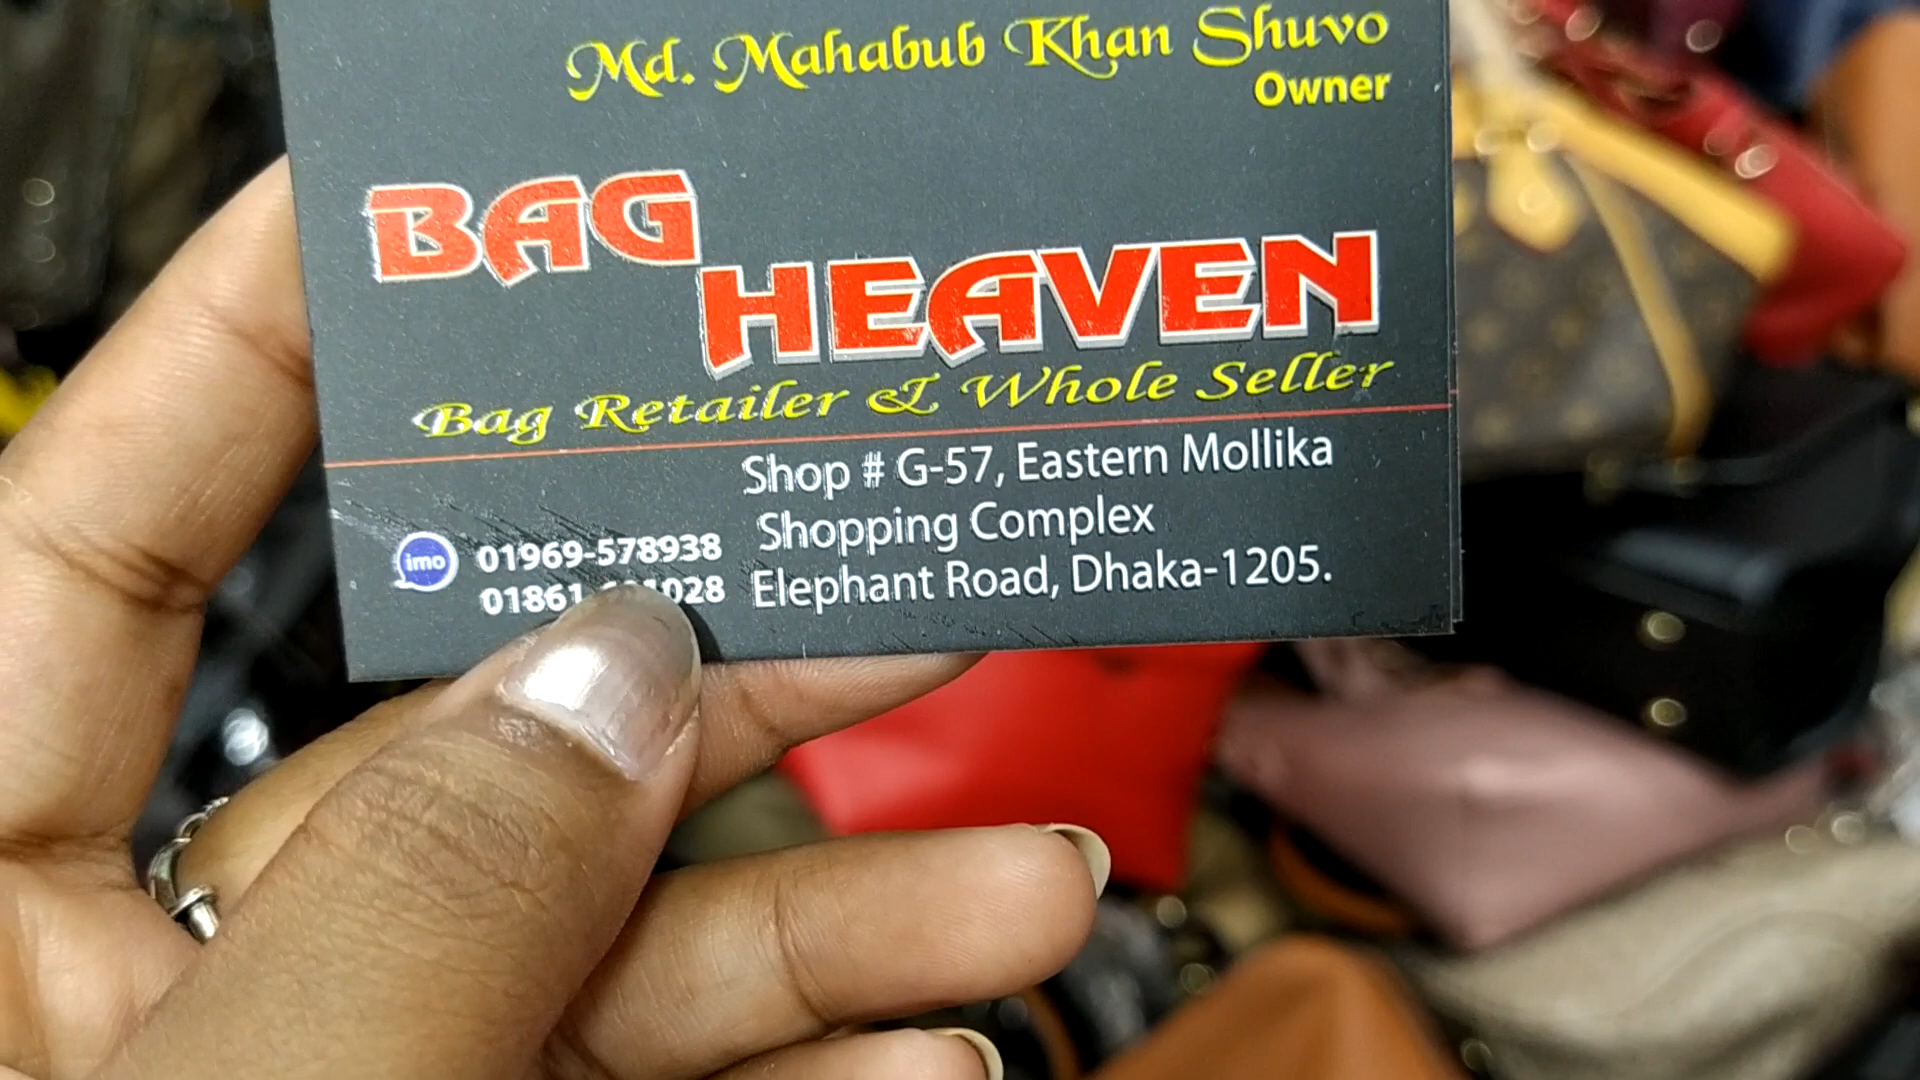 Md. Mahabub Khan Shuvo
Owner
BAG
HEAVEN
Bag Retailer & Whole Seller
Shop # G-57, Eastern Mollika
Shopping Complex
Elephant Road, Dhaka-1205.
imo 01969-578938